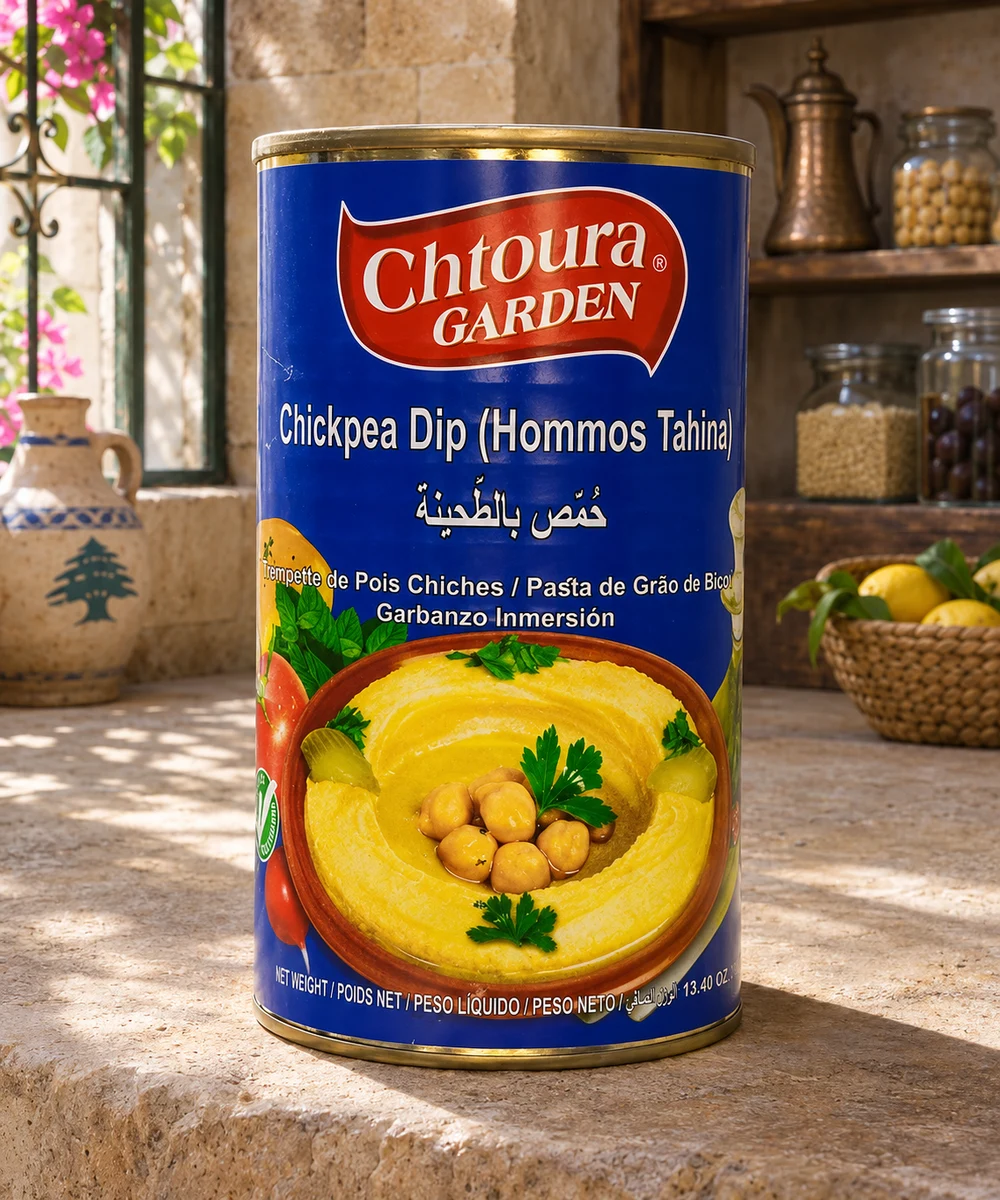 Chtoura®
GARDEN
Chickpea Dip (Hommos Tahina)
حُمّص بالطّحينة
Trempette de Pois Chiches / Pasta de Grão de Bico/
Garbanzo Inmersión
NET WEIGHT / POIDS NET / PESO LÍQUIDO / PESO NETO / الوزن الصافي 13.40 OZ.